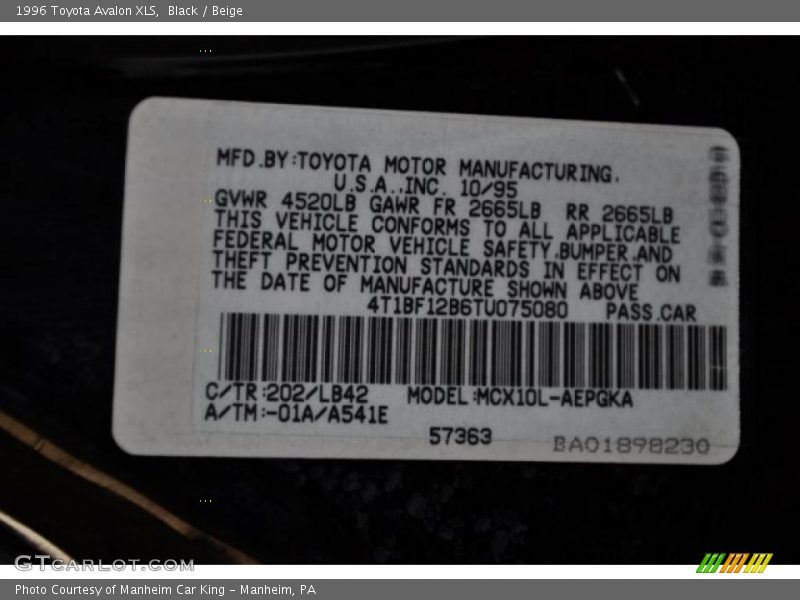 1996 Toyota Avalon XLS, Black / Beige
MFD.BY:TOYOTA MOTOR MANUFACTURING.
U.S.A.,INC. 10/95
GVWR 4520LB GAWR FR 2665LB RR 2665LB
THIS VEHICLE CONFORMS TO ALL APPLICABLE
FEDERAL MOTOR VEHICLE SAFETY,BUMPER,AND
THEFT PREVENTION STANDARDS IN EFFECT ON
THE DATE OF MANUFACTURE SHOWN ABOVE
4T1BF12B6TU075080 PASS.CAR
C/TR:202/LB42 MODEL:MCX10L-AEPGKA
A/TM:-01A/A541E
57363 BA01898230
GTCARLOT.COM
Photo Courtesy of Manheim Car King - Manheim, PA